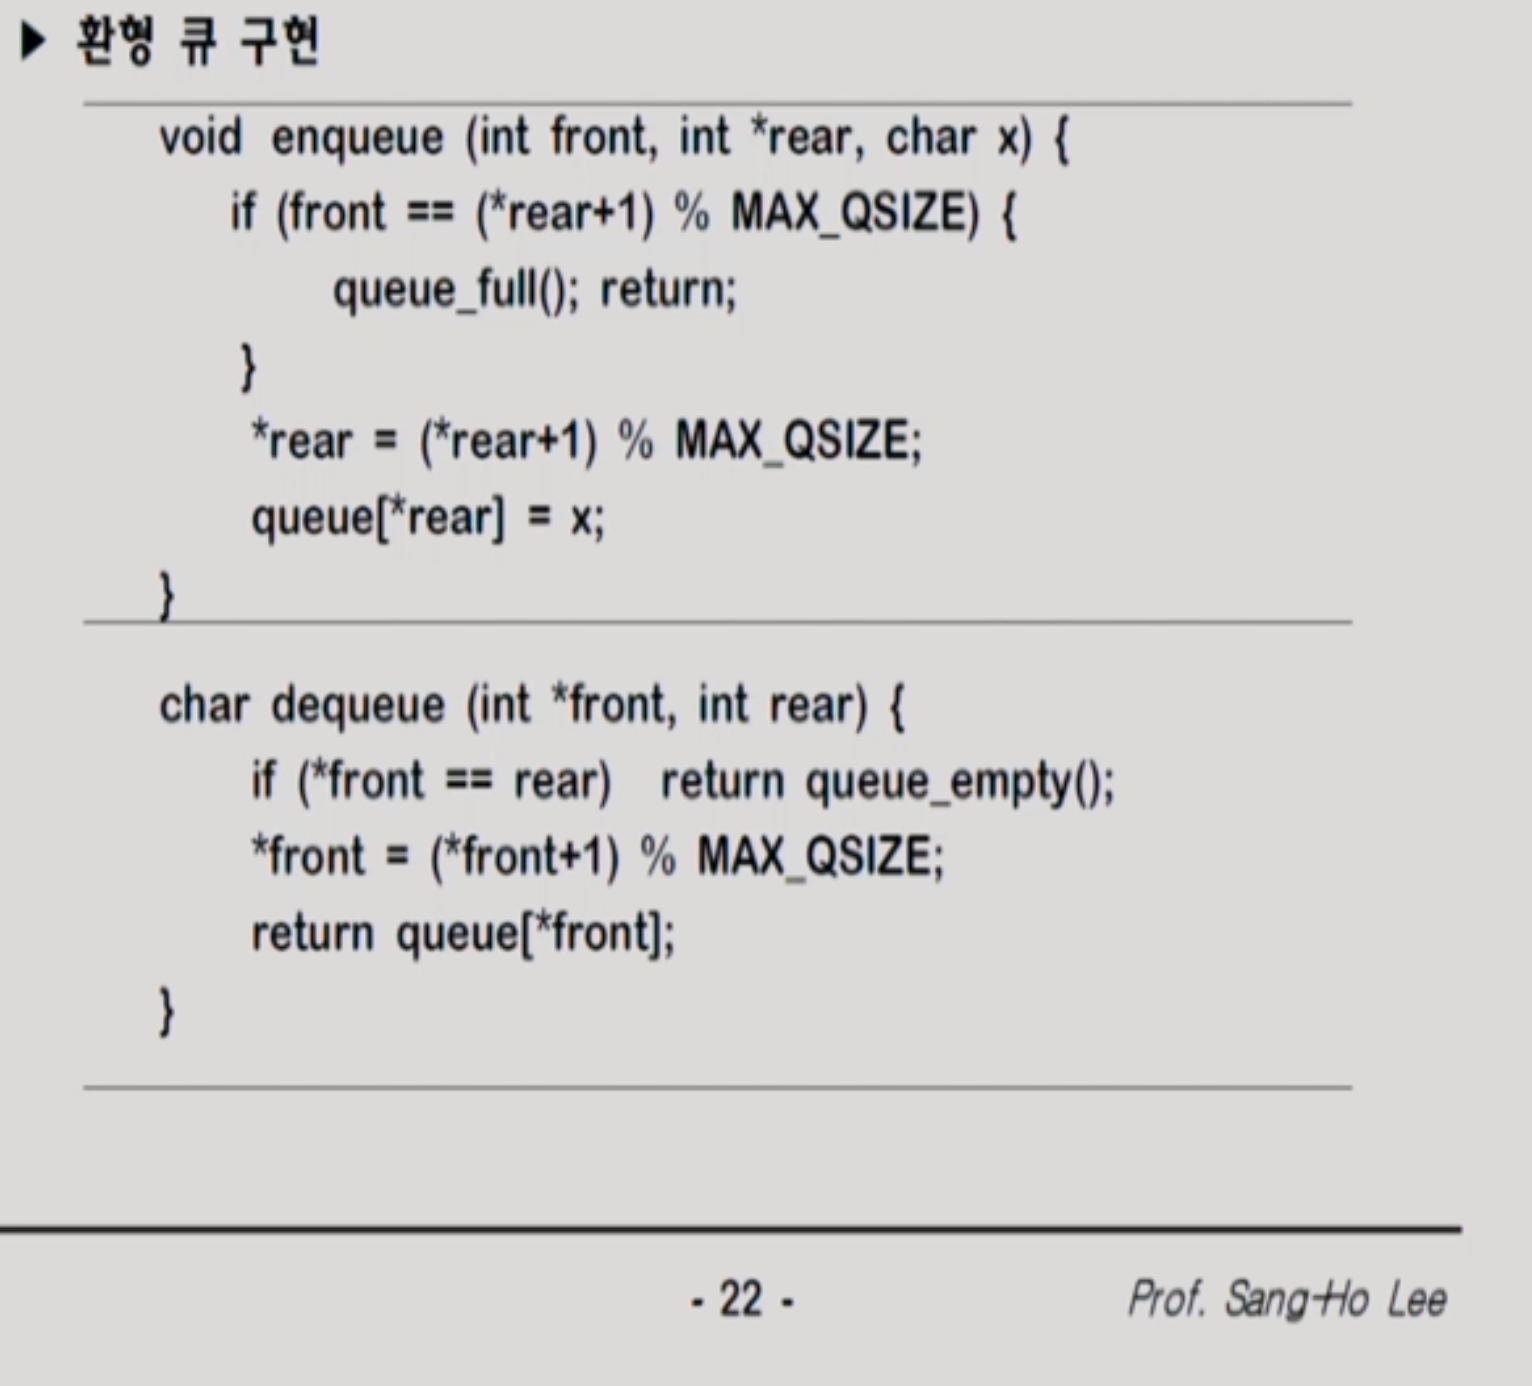 ▶ 환형 큐 구현
void enqueue (int front, int *rear, char x) {
if (front == (*rear+1) % MAX_QSIZE) {
queue_full(); return;
}
*rear = (*rear+1) % MAX_QSIZE;
queue[*rear] = x;
}
char dequeue (int *front, int rear) {
if (*front == rear) return queue_empty();
*front = (*front+1) % MAX_QSIZE;
return queue[*front];
}
- 22 -
Prof. Sang-Ho Lee